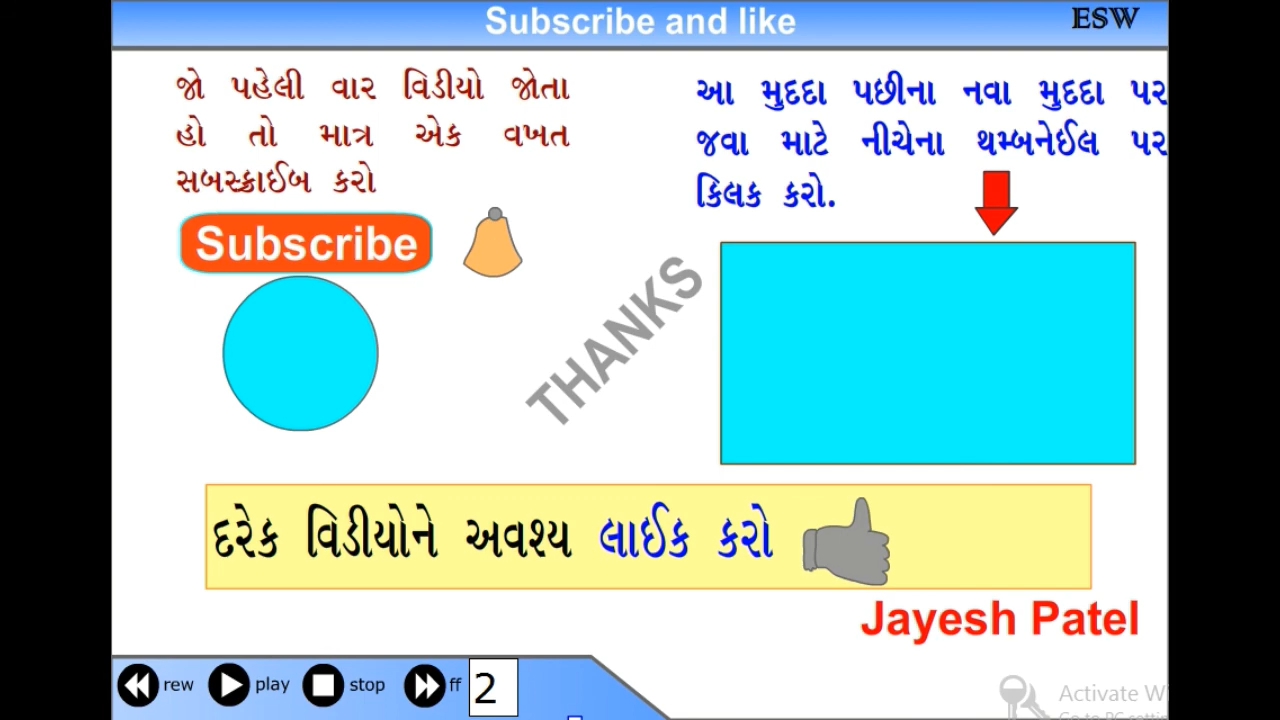 Subscribe and like
ESW
જો પહેલી વાર વિડીયો જોતા
હો તો માત્ર એક વખત
સબસ્ક્રાઈબ કરો
Subscribe
આ મુદદા પછીના નવા મુદદા પર
જવા માટે નીચેના થમ્બનેઈલ પર
કિલક કરો.
THANKS
દરેક વિડીયોને અવશ્ય લાઈક કરો
Jayesh Patel
rew play stop ff 2
Activate W